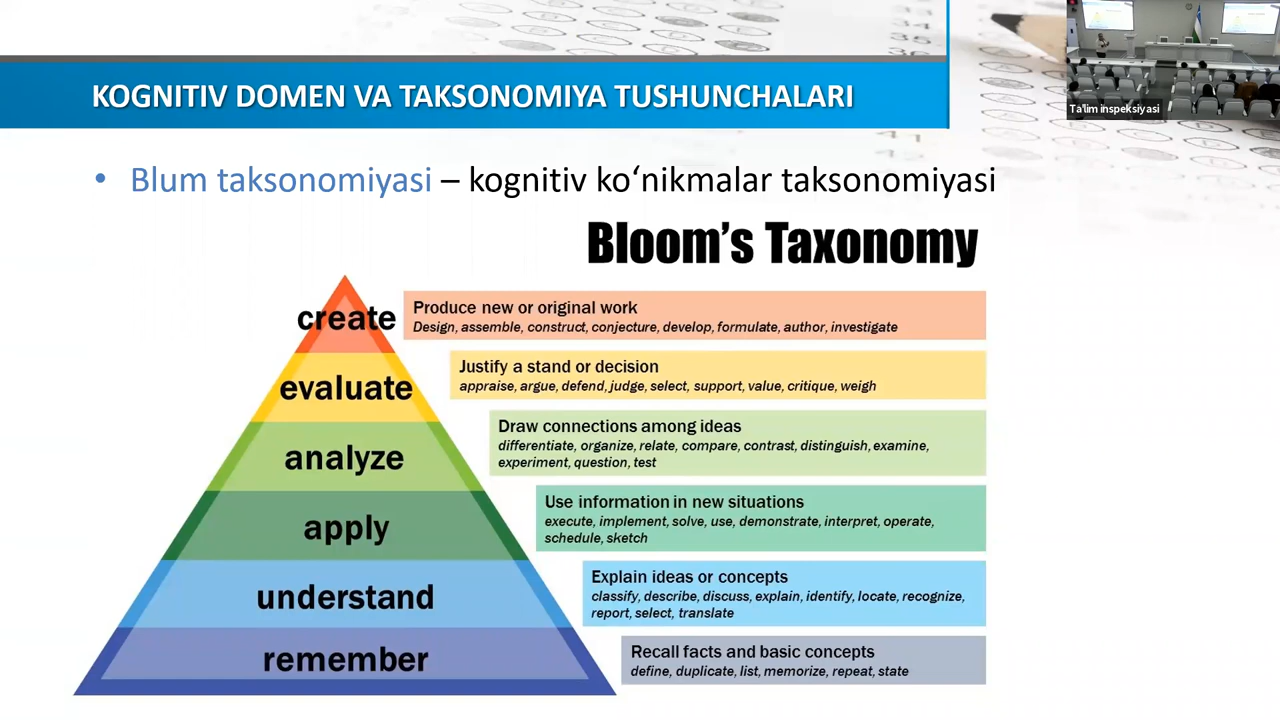 KOGNITIV DOMEN VA TAKSONOMIYA TUSHUNCHALARI
Ta'lim inspeksiyasi
• Blum taksonomiyasi – kognitiv ko‘nikmalar taksonomiyasi
Bloom’s Taxonomy
create
Produce new or original work
Design, assemble, construct, conjecture, develop, formulate, author, investigate
evaluate
Justify a stand or decision
appraise, argue, defend, judge, select, support, value, critique, weigh
analyze
Draw connections among ideas
differentiate, organize, relate, compare, contrast, distinguish, examine,
experiment, question, test
apply
Use information in new situations
execute, implement, solve, use, demonstrate, interpret, operate,
schedule, sketch
understand
Explain ideas or concepts
classify, describe, discuss, explain, identify, locate, recognize,
report, select, translate
remember
Recall facts and basic concepts
define, duplicate, list, memorize, repeat, state